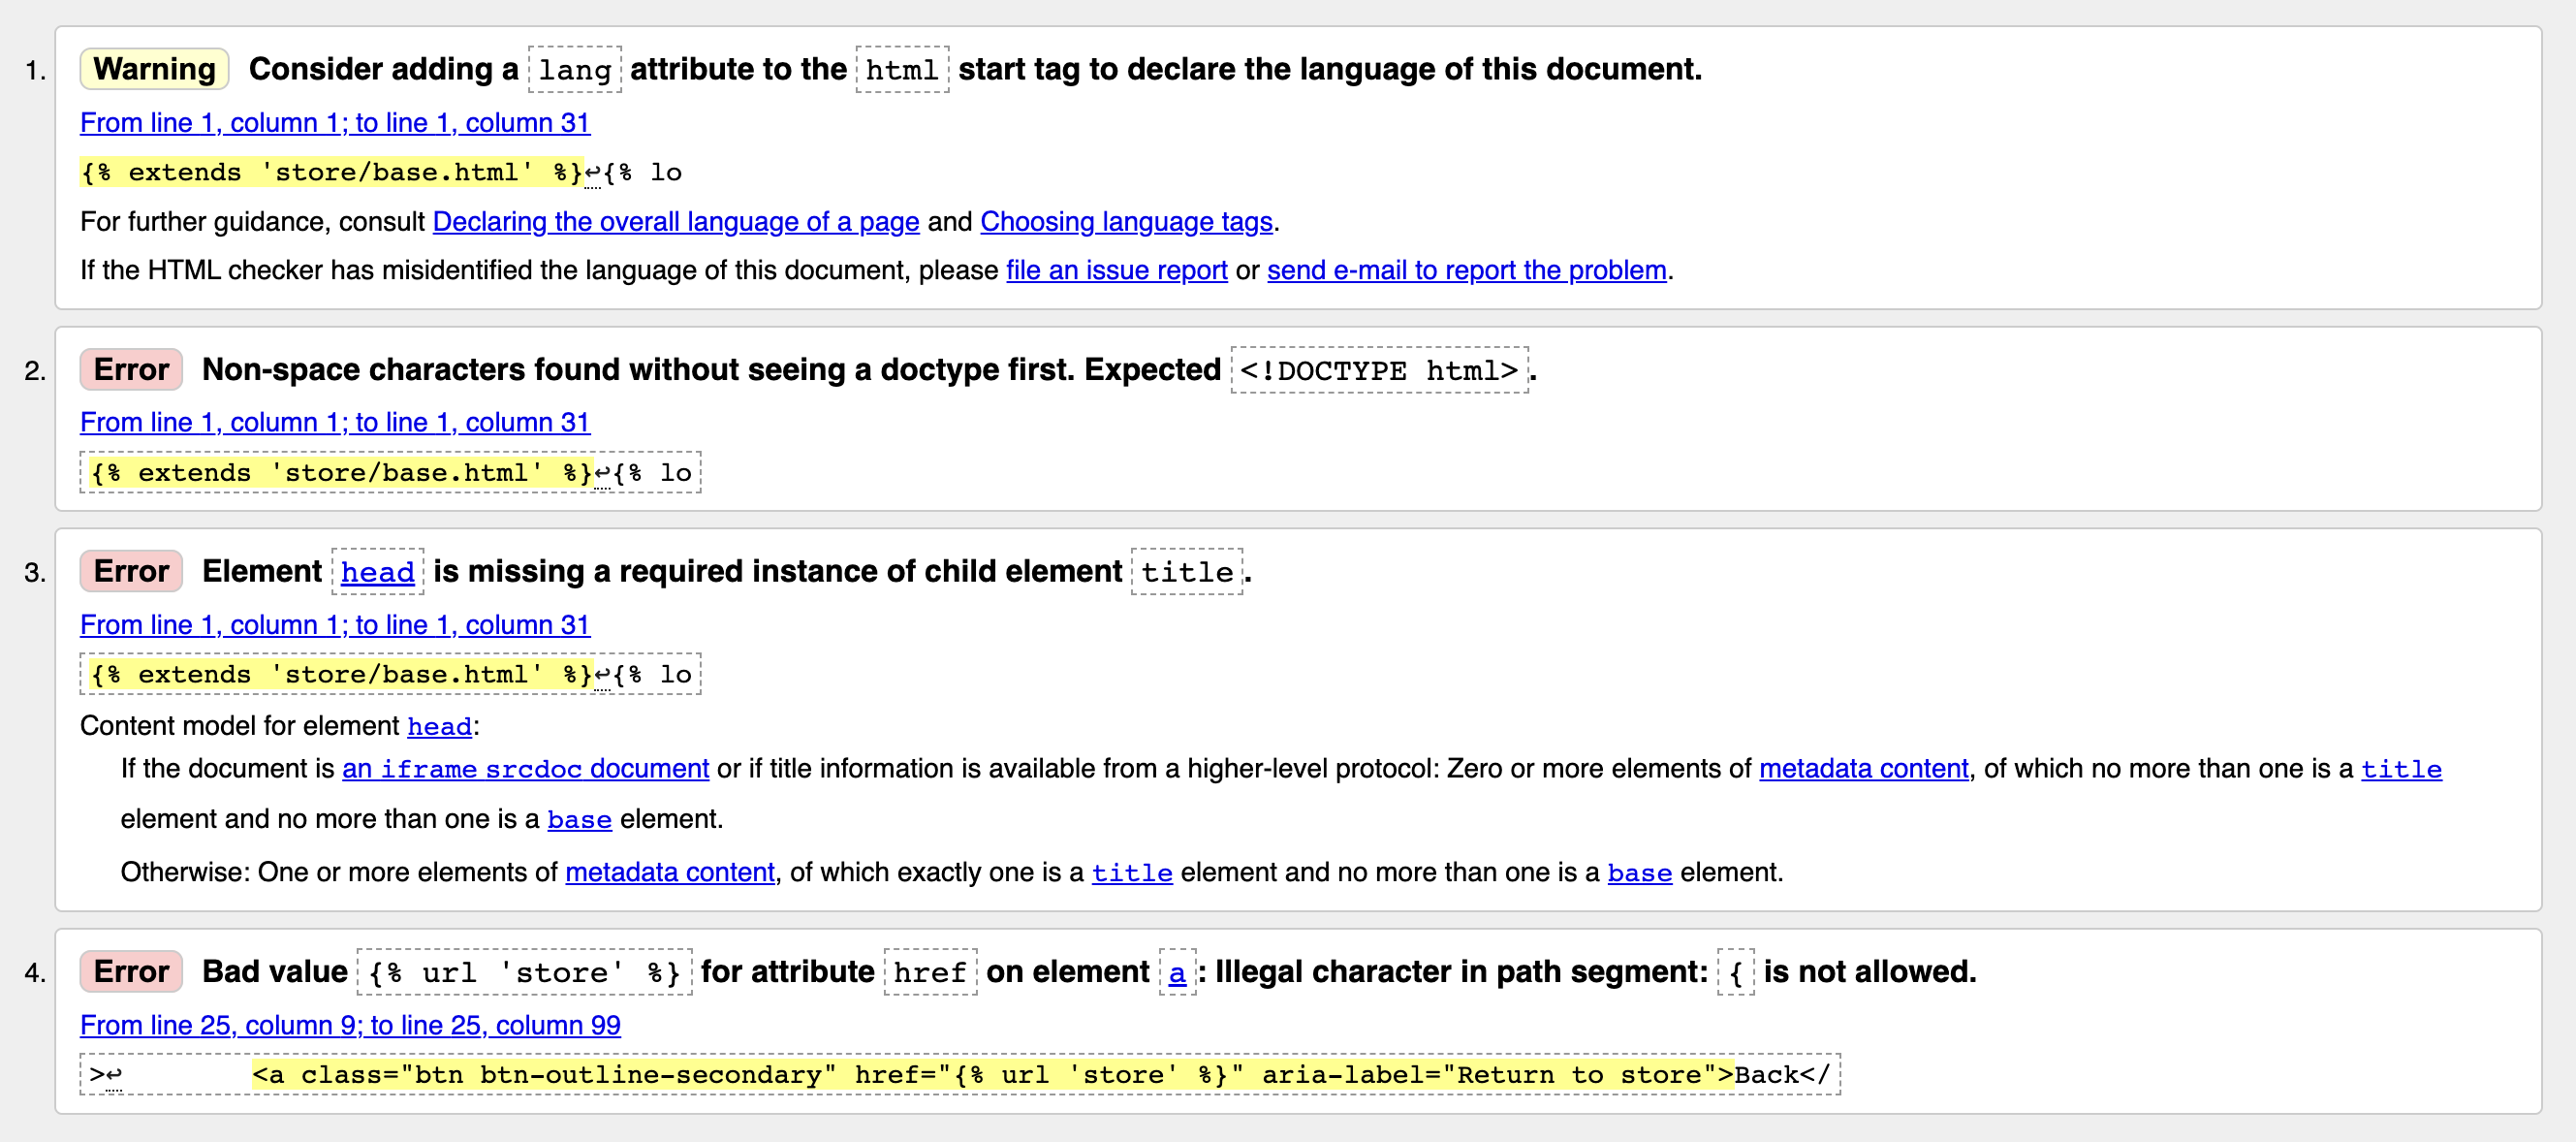 1. Warning Consider adding a lang attribute to the html start tag to declare the language of this document.
From line 1, column 1; to line 1, column 31
{% extends 'store/base.html' %}↩{% lo
For further guidance, consult Declaring the overall language of a page and Choosing language tags.
If the HTML checker has misidentified the language of this document, please file an issue report or send e-mail to report the problem.
2. Error Non-space characters found without seeing a doctype first. Expected <!DOCTYPE html>.
From line 1, column 1; to line 1, column 31
{% extends 'store/base.html' %}↩{% lo
3. Error Element head is missing a required instance of child element title.
From line 1, column 1; to line 1, column 31
{% extends 'store/base.html' %}↩{% lo
Content model for element head:
If the document is an iframe srcdoc document or if title information is available from a higher-level protocol: Zero or more elements of metadata content, of which no more than one is a title
element and no more than one is a base element.
Otherwise: One or more elements of metadata content, of which exactly one is a title element and no more than one is a base element.
4. Error Bad value {% url 'store' %} for attribute href on element a: Illegal character in path segment: { is not allowed.
From line 25, column 9; to line 25, column 99
>↩        <a class="btn btn-outline-secondary" href="{% url 'store' %}" aria-label="Return to store">Back</